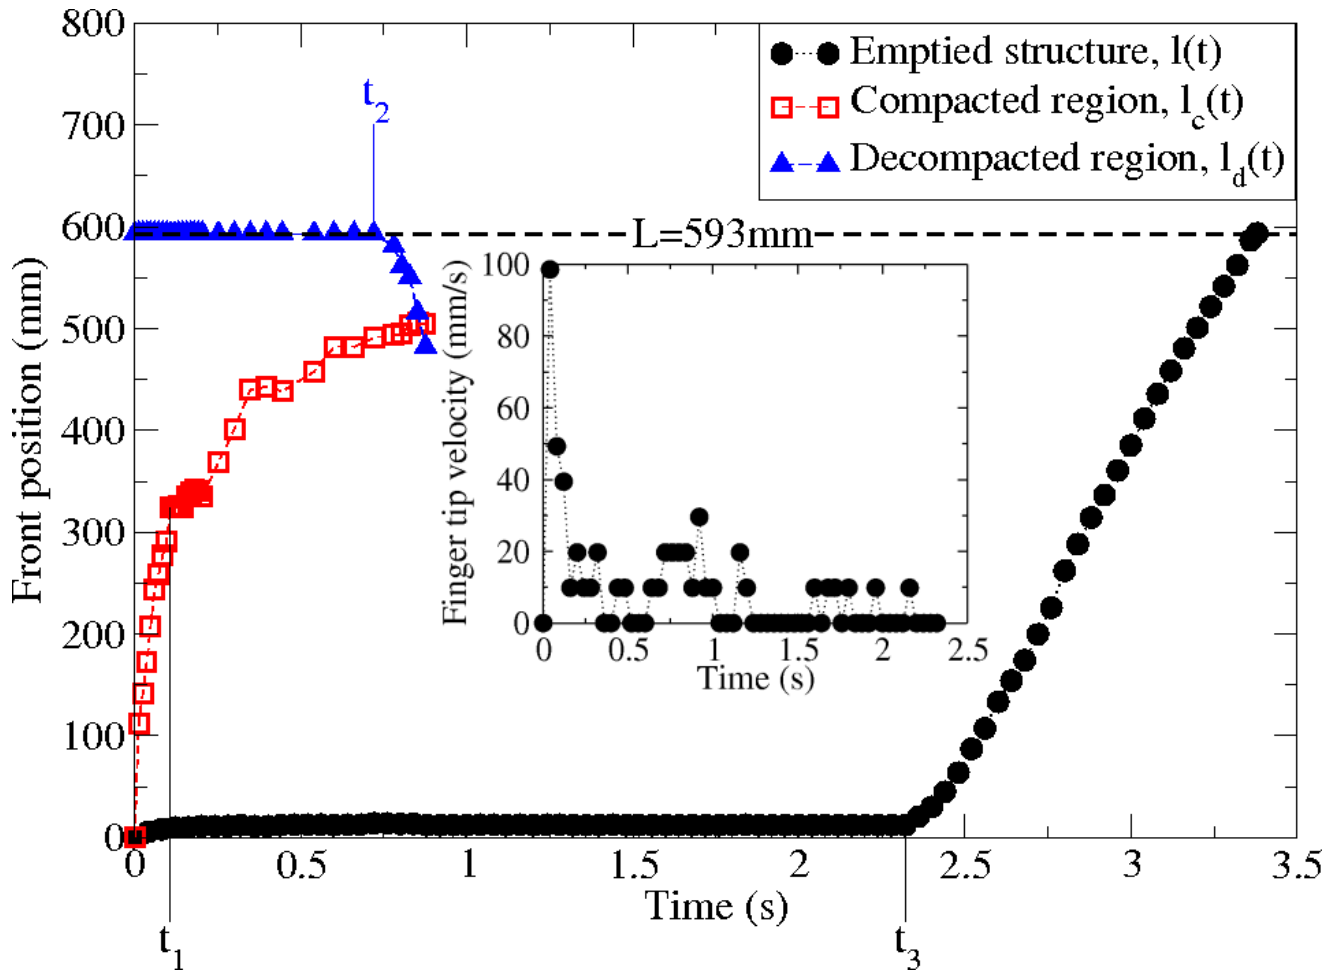 800
700
600
500
400
300
200
100
0
Front position (mm)
0
0.5
1
1.5
2
2.5
3
3.5
Time (s)
t1
t2
t3
Emptied structure, l(t)
Compacted region, lc(t)
Decompacted region, ld(t)
L=593mm
100
80
60
40
20
0
Finger tip velocity (mm/s)
0
0.5
1
1.5
2
2.5
Time (s)